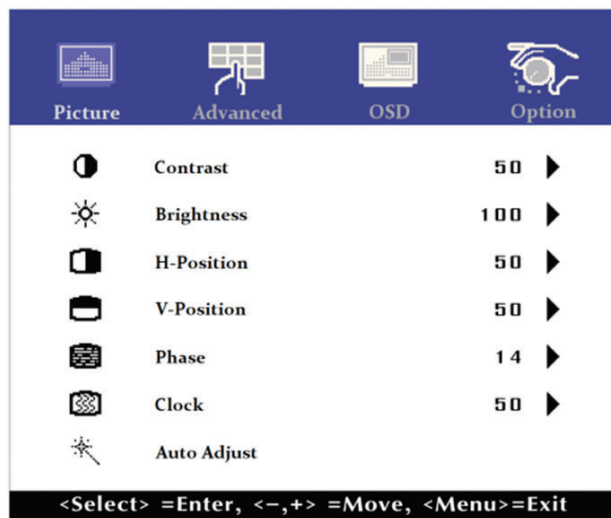 Picture Advanced OSD Option
Contrast 50
Brightness 100
H-Position 50
V-Position 50
Phase 14
Clock 50
Auto Adjust
<Select> =Enter, <−,+> =Move, <Menu>=Exit